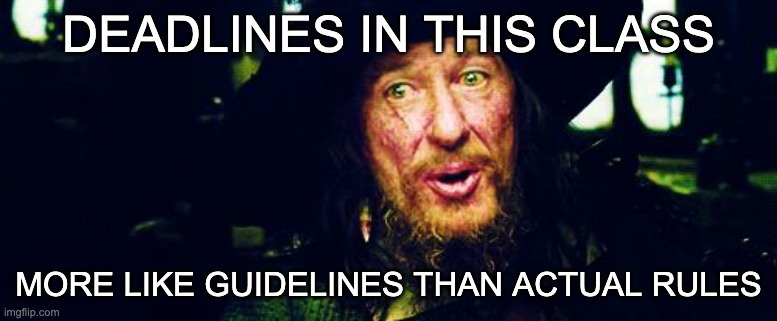 DEADLINES IN THIS CLASS
MORE LIKE GUIDELINES THAN ACTUAL RULES
imgflip.com